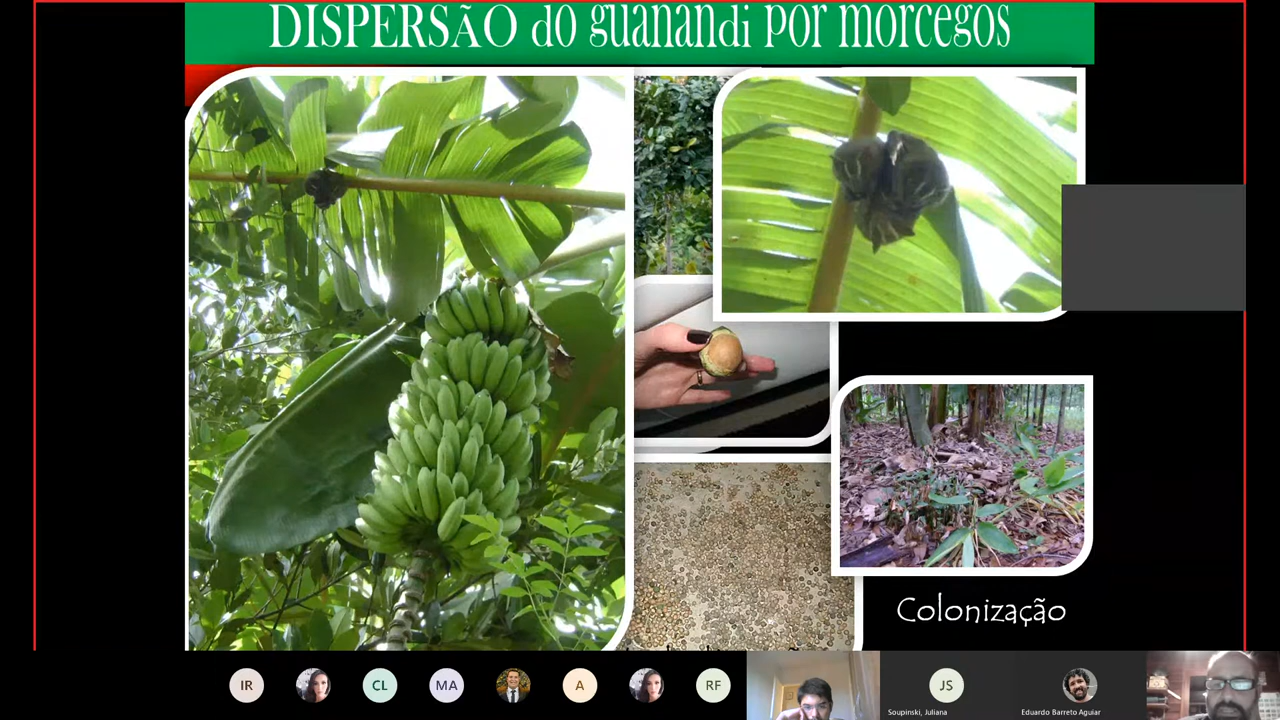 DISPERSÃO do guanandi por morcegos
Colonização
IR
CL
MA
A
RF
JS
Soupinski, Juliana
Eduardo Barreto Aguiar